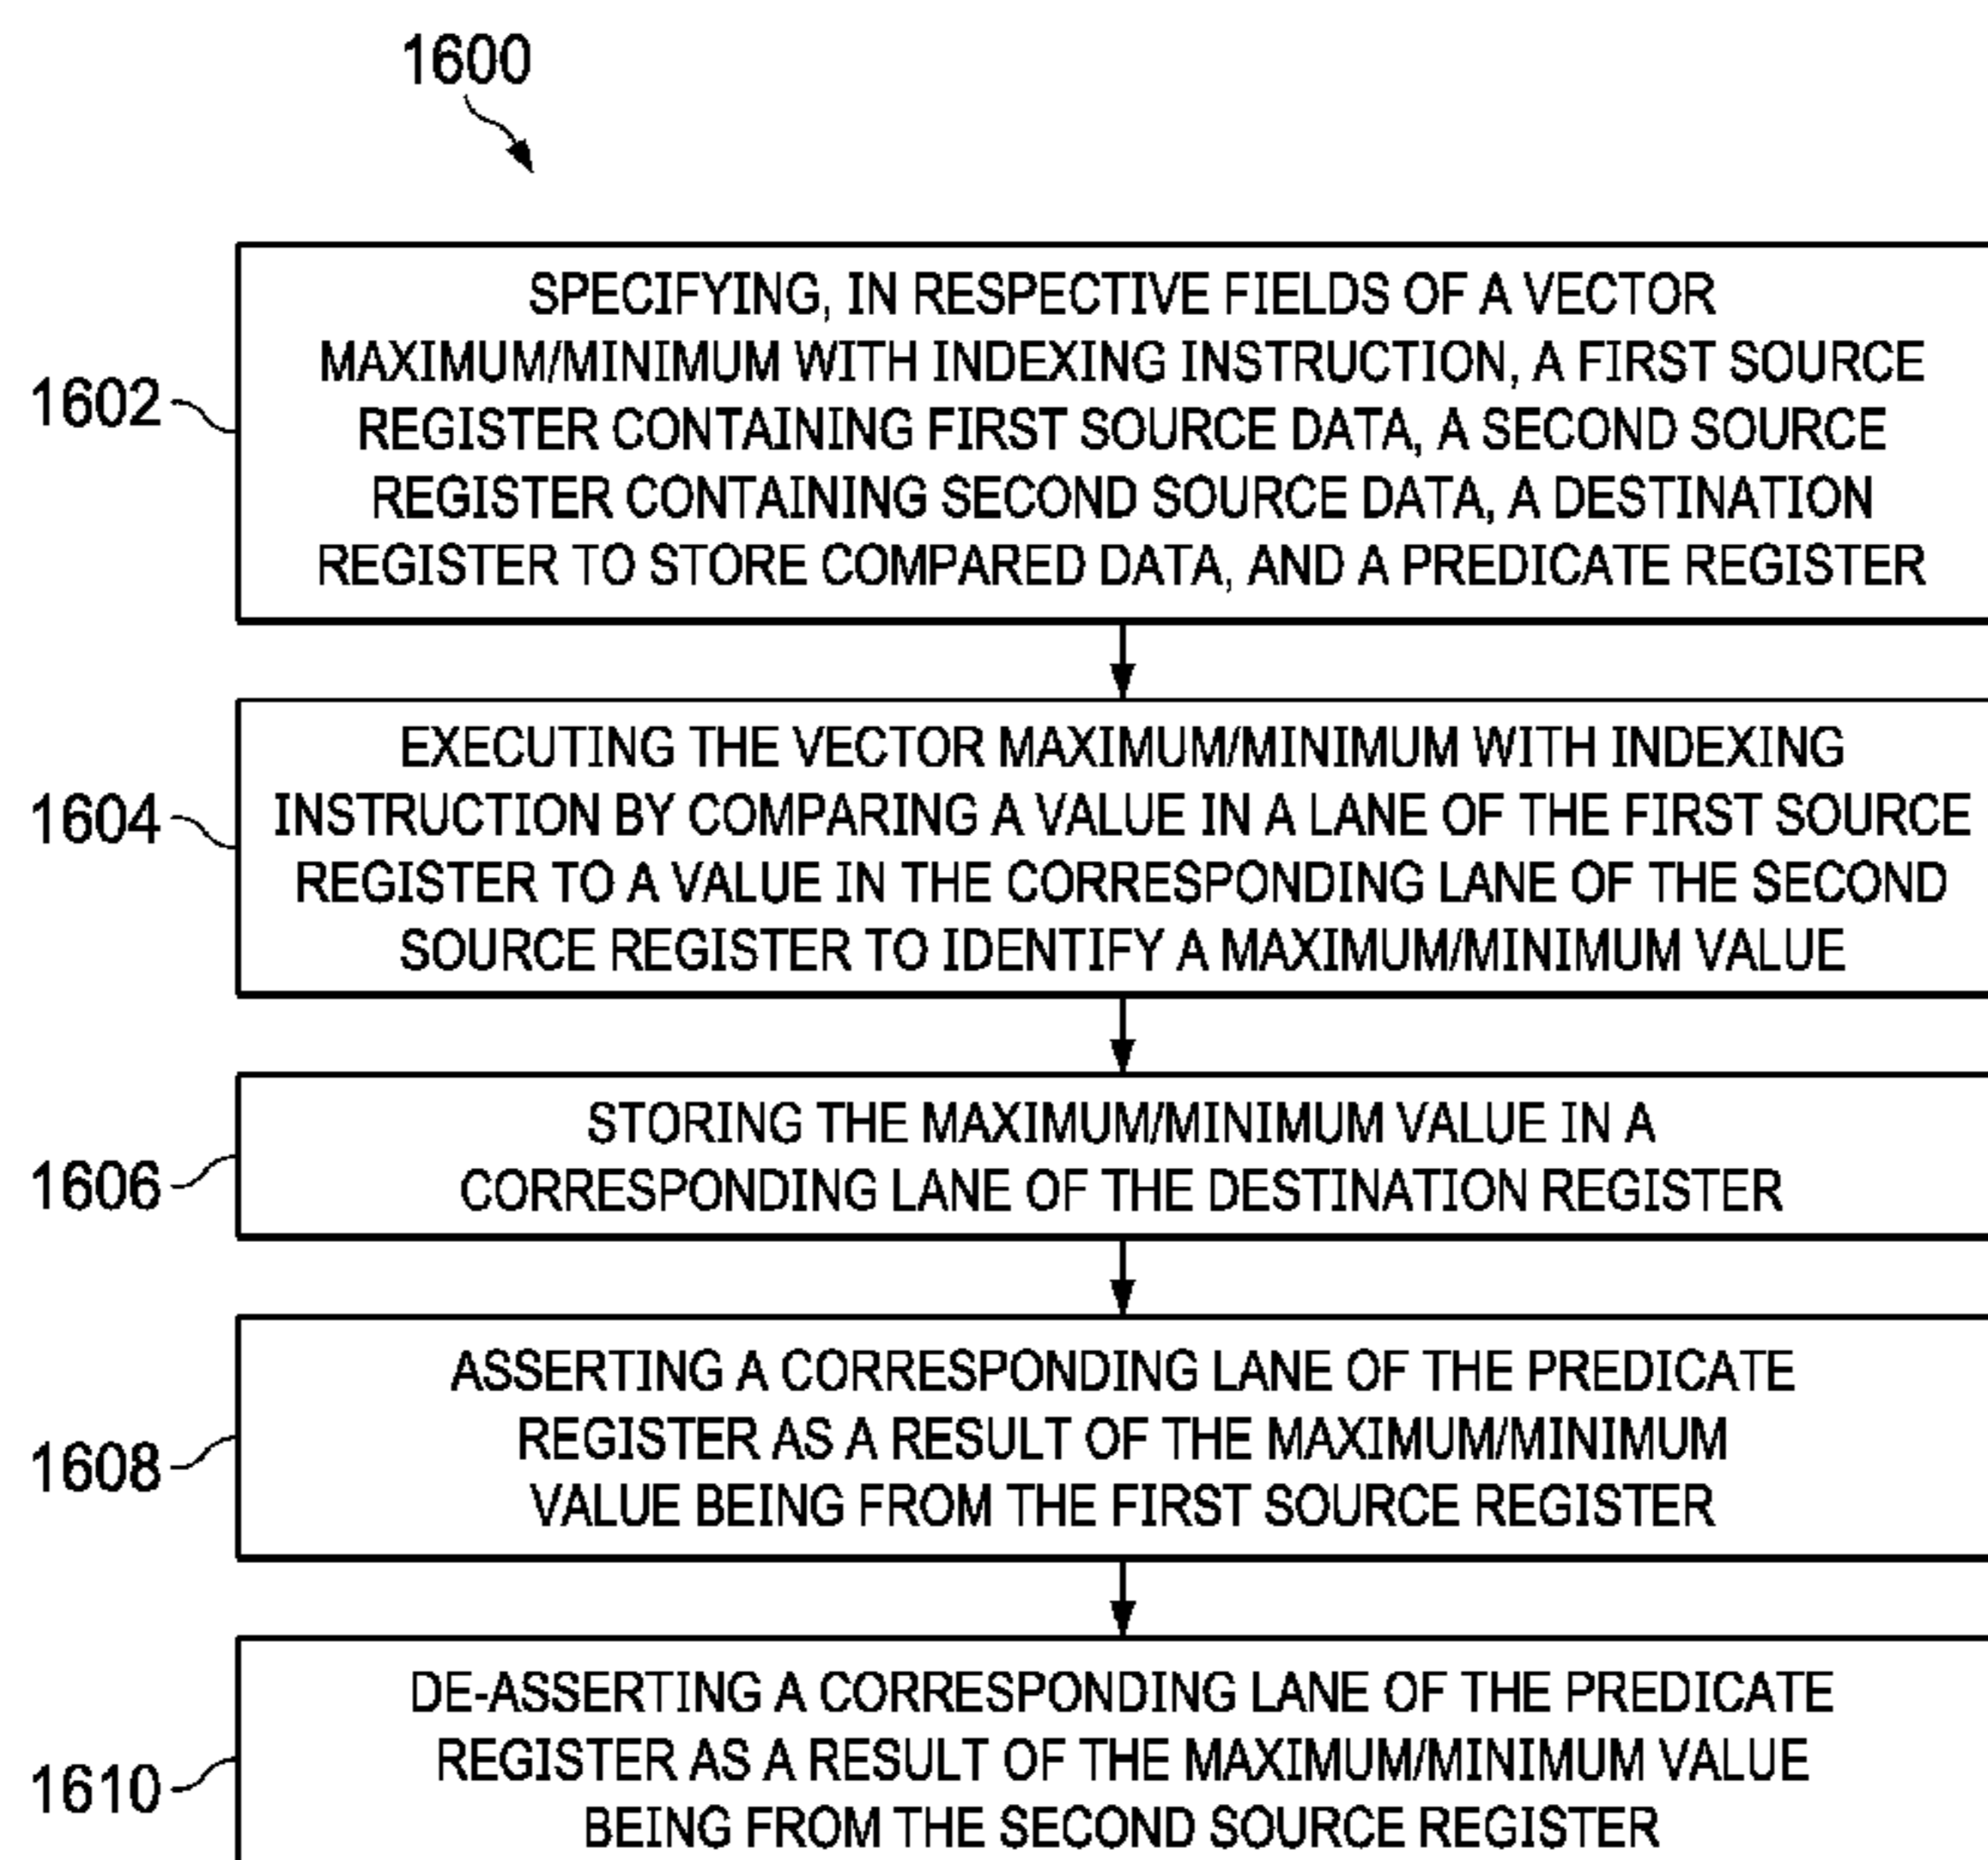 1600
1602
SPECIFYING, IN RESPECTIVE FIELDS OF A VECTOR
MAXIMUM/MINIMUM WITH INDEXING INSTRUCTION, A FIRST SOURCE
REGISTER CONTAINING FIRST SOURCE DATA, A SECOND SOURCE
REGISTER CONTAINING SECOND SOURCE DATA, A DESTINATION
REGISTER TO STORE COMPARED DATA, AND A PREDICATE REGISTER
1604
EXECUTING THE VECTOR MAXIMUM/MINIMUM WITH INDEXING
INSTRUCTION BY COMPARING A VALUE IN A LANE OF THE FIRST SOURCE
REGISTER TO A VALUE IN THE CORRESPONDING LANE OF THE SECOND
SOURCE REGISTER TO IDENTIFY A MAXIMUM/MINIMUM VALUE
1606
STORING THE MAXIMUM/MINIMUM VALUE IN A
CORRESPONDING LANE OF THE DESTINATION REGISTER
1608
ASSERTING A CORRESPONDING LANE OF THE PREDICATE
REGISTER AS A RESULT OF THE MAXIMUM/MINIMUM
VALUE BEING FROM THE FIRST SOURCE REGISTER
1610
DE-ASSERTING A CORRESPONDING LANE OF THE PREDICATE
REGISTER AS A RESULT OF THE MAXIMUM/MINIMUM VALUE
BEING FROM THE SECOND SOURCE REGISTER